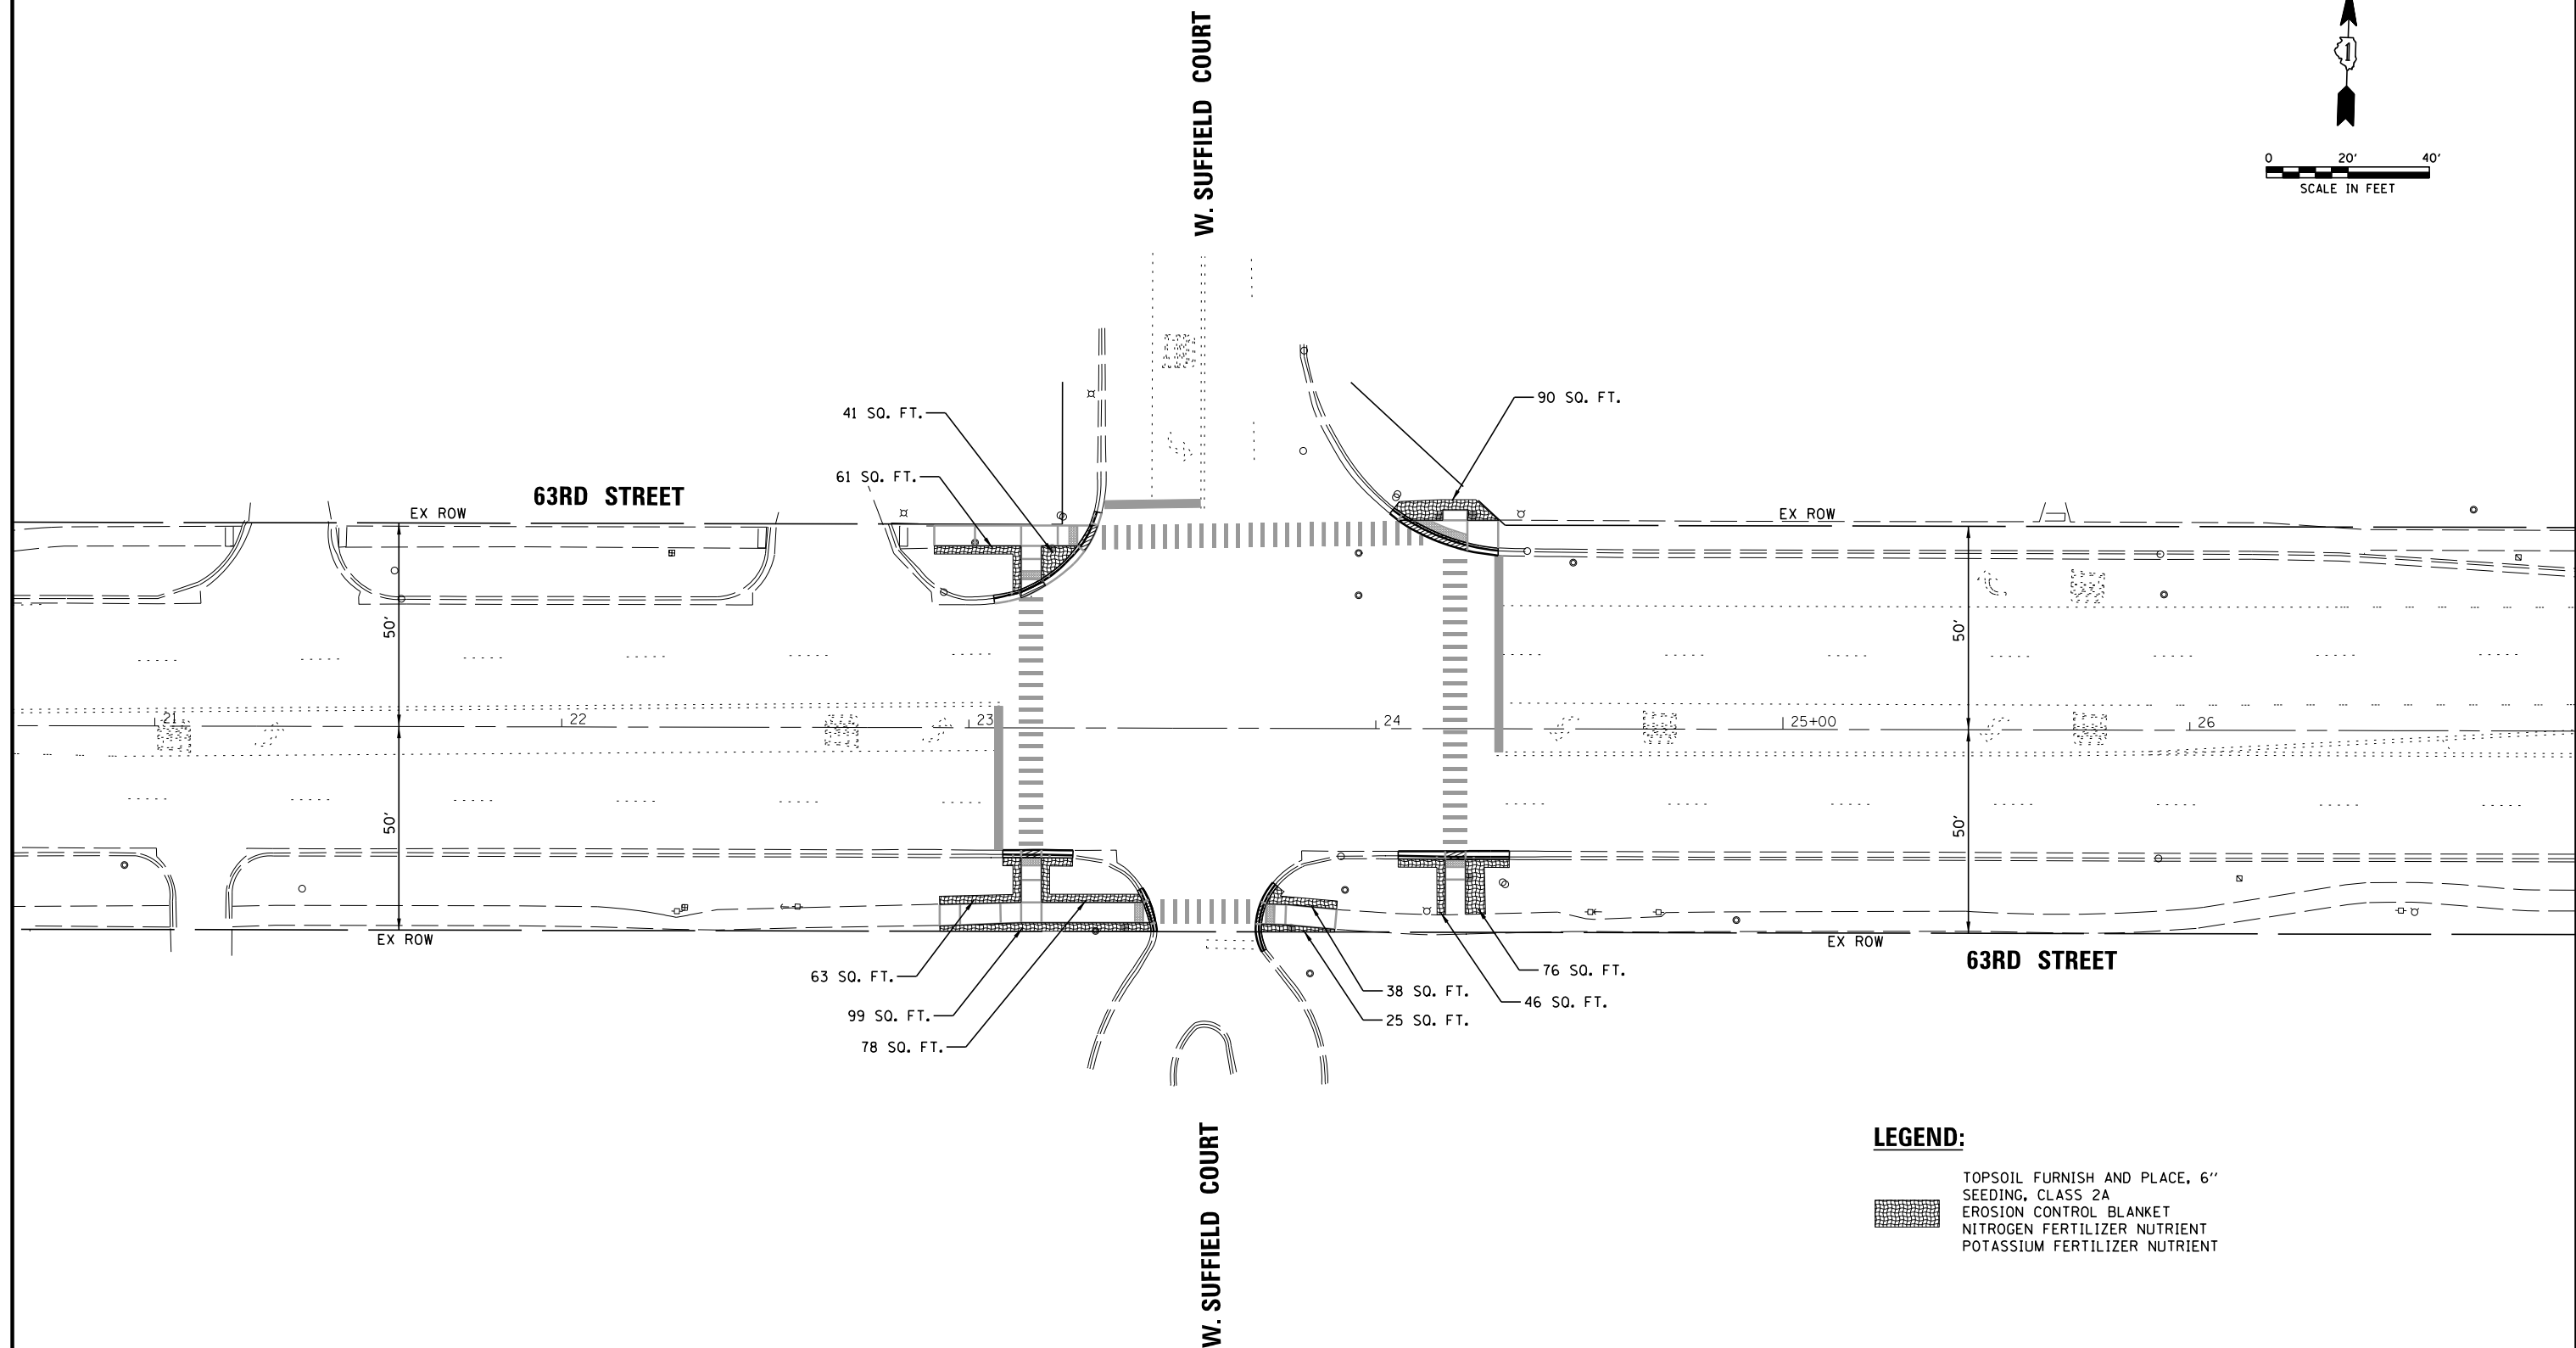 W. SUFFIELD COURT
1
0 20' 40'
SCALE IN FEET
41 SQ. FT.
90 SQ. FT.
61 SQ. FT.
63RD STREET
EX ROW
EX ROW
50'
50'
21
22
23
24
25+00
26
50'
50'
EX ROW
EX ROW
63RD STREET
63 SQ. FT.
76 SQ. FT.
38 SQ. FT.
46 SQ. FT.
99 SQ. FT.
25 SQ. FT.
78 SQ. FT.
W. SUFFIELD COURT
LEGEND:
TOPSOIL FURNISH AND PLACE, 6''
SEEDING, CLASS 2A
EROSION CONTROL BLANKET
NITROGEN FERTILIZER NUTRIENT
POTASSIUM FERTILIZER NUTRIENT